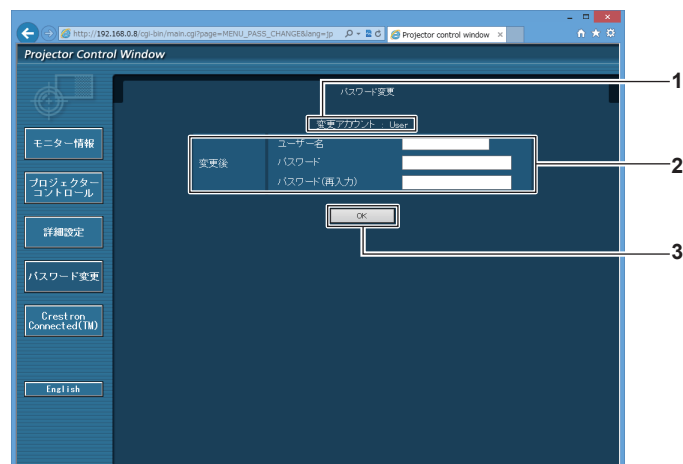 http://192.168.0.8/cgi-bin/main.cgi?page=MENU_PASS_CHANGE&lang=jp
Projector control window
Projector Control Window
パスワード変更
1
変更アカウント : User
モニター情報
変更後
ユーザー名
パスワード
パスワード(再入力)
2
プロジェクター
コントロール
OK
詳細設定
3
パスワード変更
Crestron
Connected(TM)
English